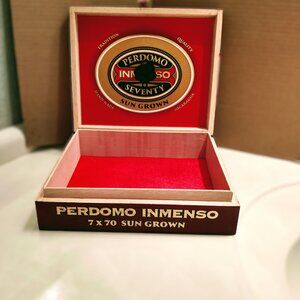 TRADITION
QUALITY
PERDOMO
INMENSO
SEVENTY
SUN GROWN
PERDOMO INMENSO
7 X 70 SUN GROWN